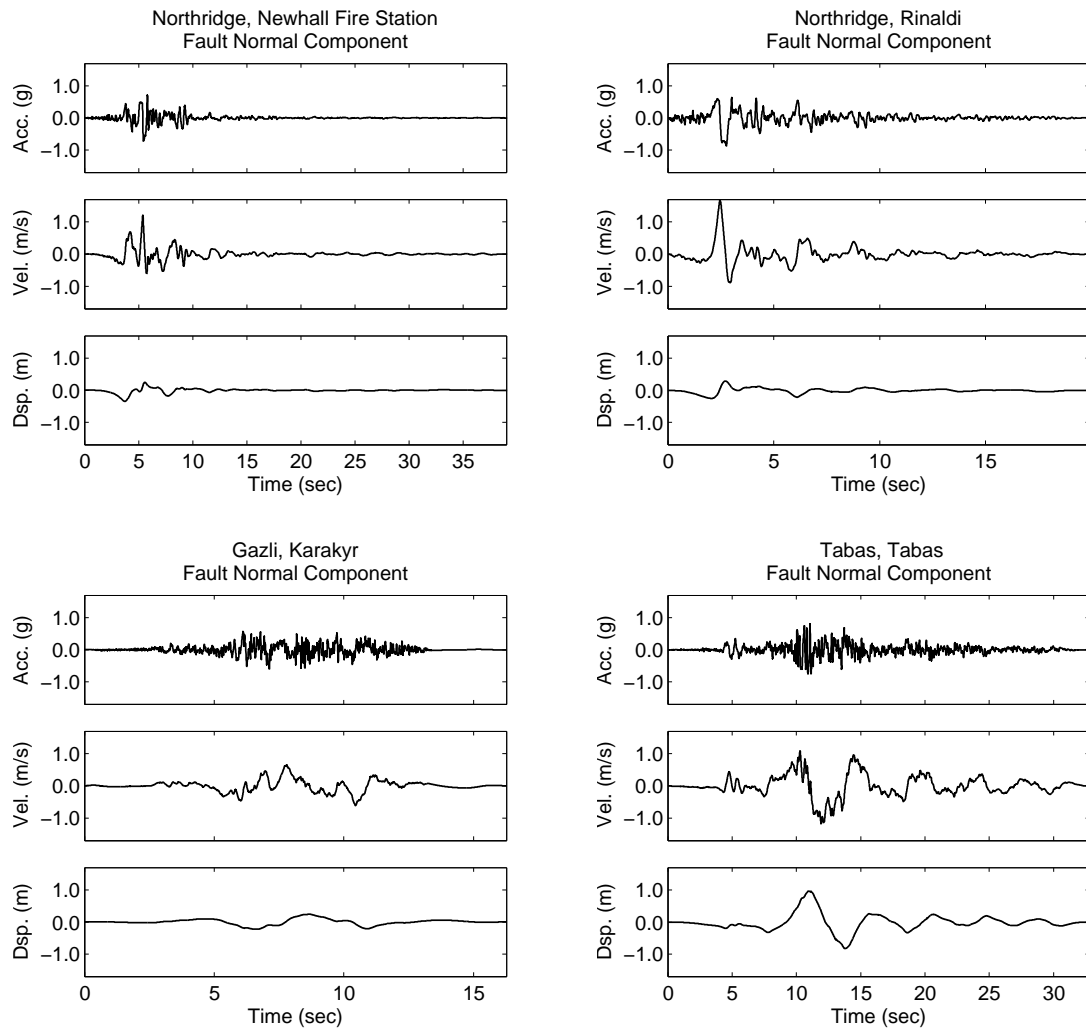 Northridge, Newhall Fire Station
Fault Normal Component
Acc. (g)
1.0
0.0
−1.0
Vel. (m/s)
1.0
0.0
−1.0
Dsp. (m)
1.0
0.0
−1.0
0 5 10 15 20 25 30 35
Time (sec)
Northridge, Rinaldi
Fault Normal Component
Acc. (g)
1.0
0.0
−1.0
Vel. (m/s)
1.0
0.0
−1.0
Dsp. (m)
1.0
0.0
−1.0
0 5 10 15
Time (sec)
Gazli, Karakyr
Fault Normal Component
Acc. (g)
1.0
0.0
−1.0
Vel. (m/s)
1.0
0.0
−1.0
Dsp. (m)
1.0
0.0
−1.0
0 5 10 15
Time (sec)
Tabas, Tabas
Fault Normal Component
Acc. (g)
1.0
0.0
−1.0
Vel. (m/s)
1.0
0.0
−1.0
Dsp. (m)
1.0
0.0
−1.0
0 5 10 15 20 25 30
Time (sec)